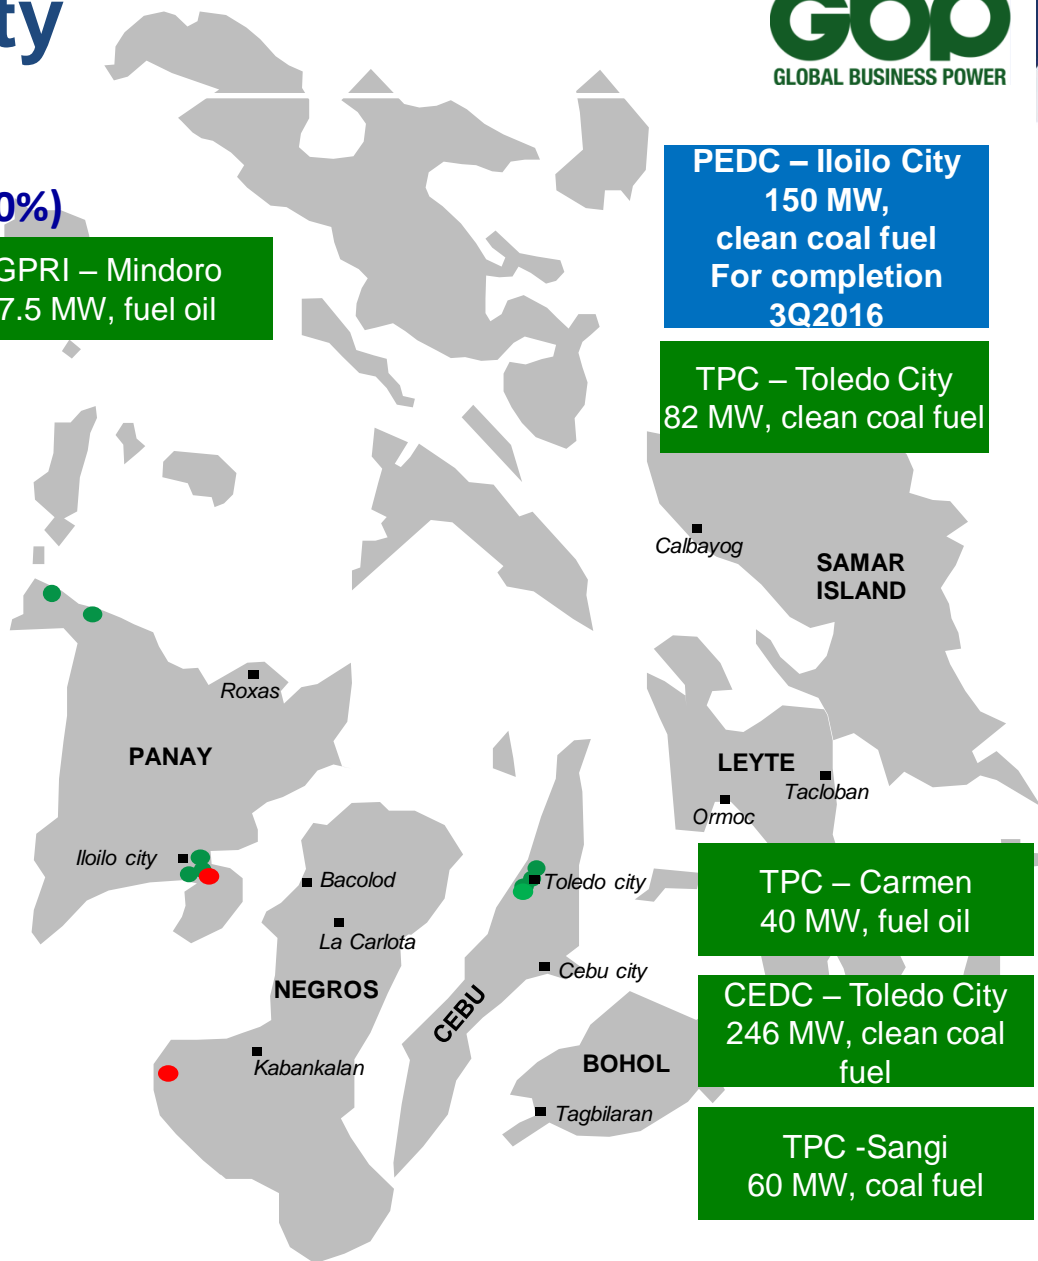 ty
Gbp
GLOBAL BUSINESS POWER
0%)
GPRI – Mindoro
7.5 MW, fuel oil
PEDC – Iloilo City
150 MW,
clean coal fuel
For completion
3Q2016
TPC – Toledo City
82 MW, clean coal fuel
Calbayog
SAMAR
ISLAND
Roxas
PANAY
LEYTE
Tacloban
Ormoc
Iloilo city
Bacolod
Toledo city
La Carlota
Cebu city
NEGROS
CEBU
Kabankalan
BOHOL
Tagbilaran
TPC – Carmen
40 MW, fuel oil
CEDC – Toledo City
246 MW, clean coal
fuel
TPC -Sangi
60 MW, coal fuel